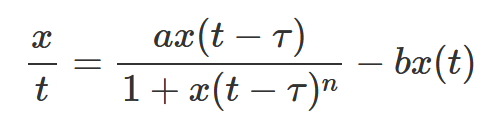 x/t = ax(t − τ)/(1 + x(t − τ)ⁿ) − bx(t)